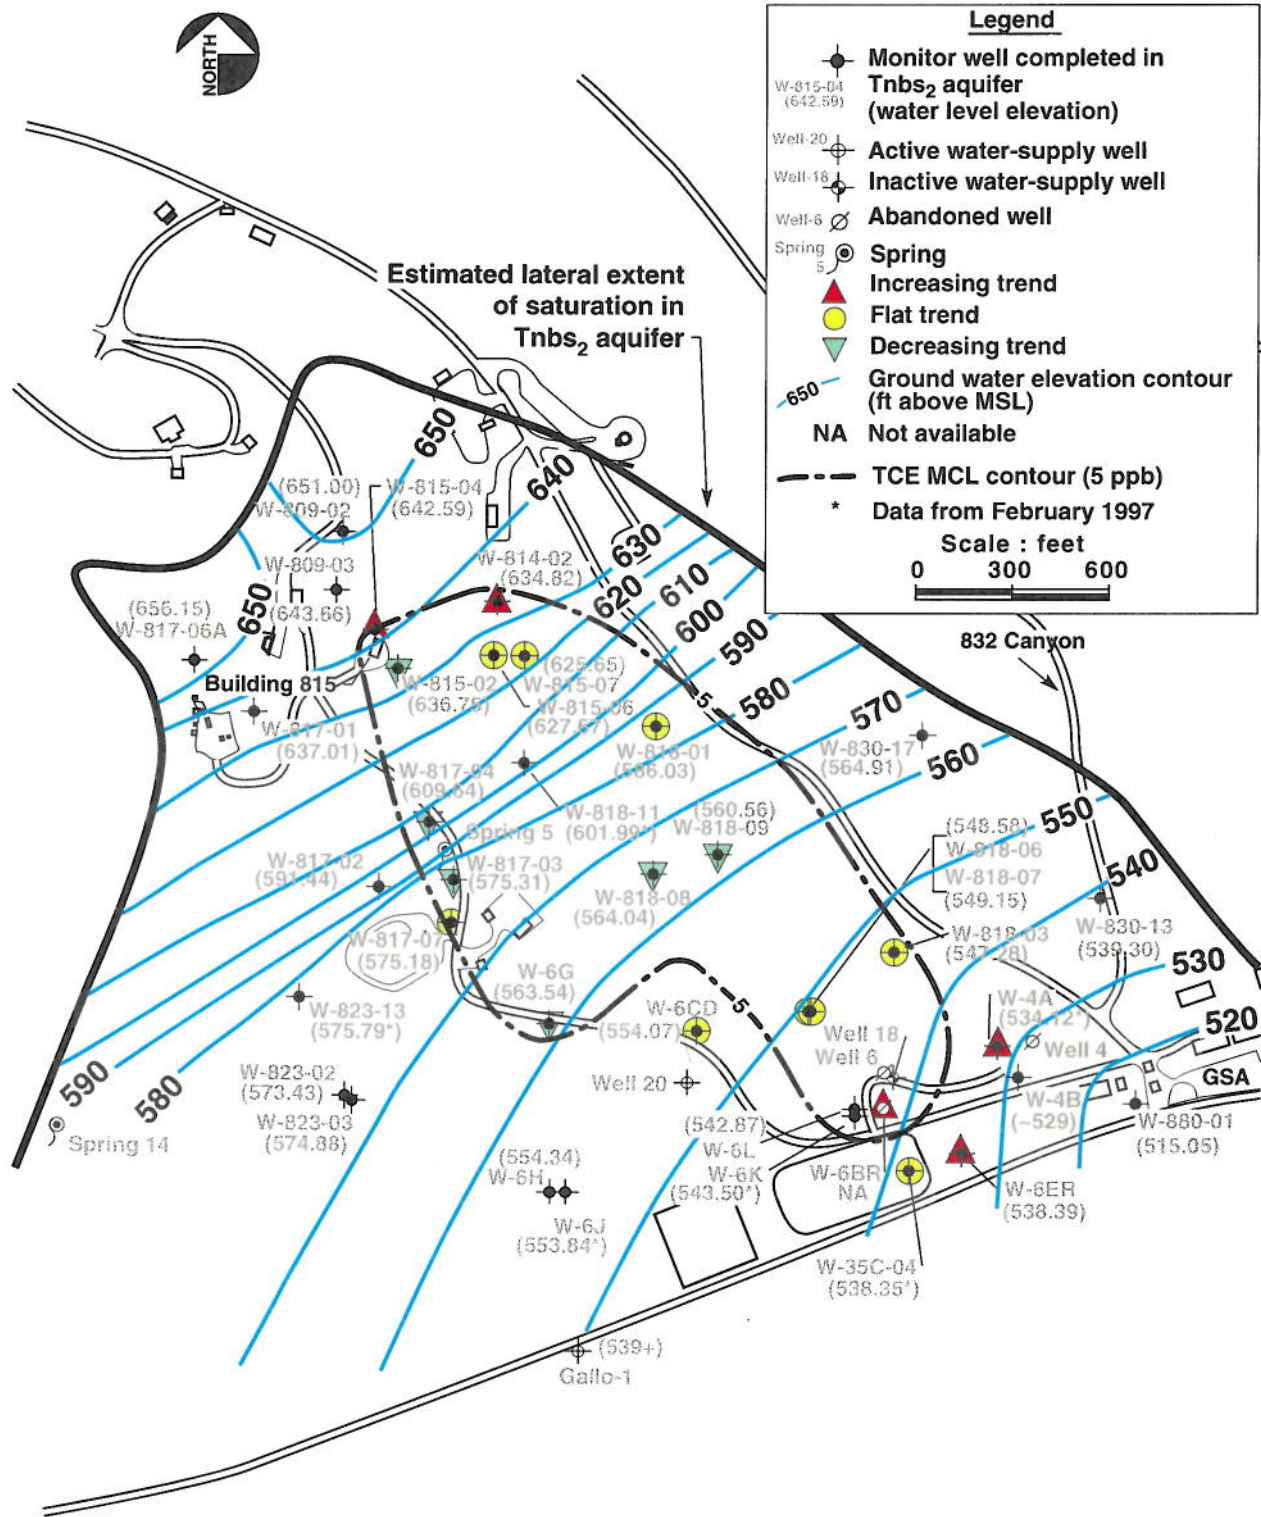 NORTH
Legend
Monitor well completed in
Tnbs₂ aquifer
(water level elevation)
W-815-04
(642.59)
Well-20
Active water-supply well
Well-18
Inactive water-supply well
Well-6
Abandoned well
Spring
5
Spring
Increasing trend
Flat trend
Decreasing trend
650
Ground water elevation contour
(ft above MSL)
NA Not available
TCE MCL contour (5 ppb)
* Data from February 1997
Scale : feet
0 300 600
Estimated lateral extent
of saturation in
Tnbs₂ aquifer
832 Canyon
650
640
630
620
610
600
590
580
570
560
550
540
530
520
650
590
580
5
5
(651.00)
W-809-02
W-815-04
(642.59)
W-809-03
(643.66)
W-814-02
(634.82)
(656.15)
W-817-06A
Building 815
W-815-02
(636.78)
(625.65)
W-815-07
W-815-06
(627.67)
W-817-01
(637.01)
W-818-01
(586.03)
W-830-17
(564.91)
W-817-04
(609.64)
W-818-11
(601.99*)
Spring 5
(560.56)
W-818-09
W-817-02
(591.44)
W-817-03
(575.31)
W-818-08
(564.04)
(548.58)
W-818-06
W-818-07
(549.15)
W-818-03
(547.28)
W-830-13
(539.30)
W-817-07
(575.18)
W-6G
(563.54)
W-823-13
(575.79*)
W-6CD
(554.07)
Well 18
Well 6
W-4A
(534.12*)
Well 4
GSA
W-823-02
(573.43)
W-823-03
(574.88)
Well 20
Spring 14
(542.87)
W-6L
W-6K
(543.50*)
W-6BR
NA
W-4B
(~529)
W-880-01
(515.05)
(554.34)
W-6H
W-6J
(553.84*)
W-6ER
(538.39)
W-35C-04
(538.35*)
(539+)
Gallo-1